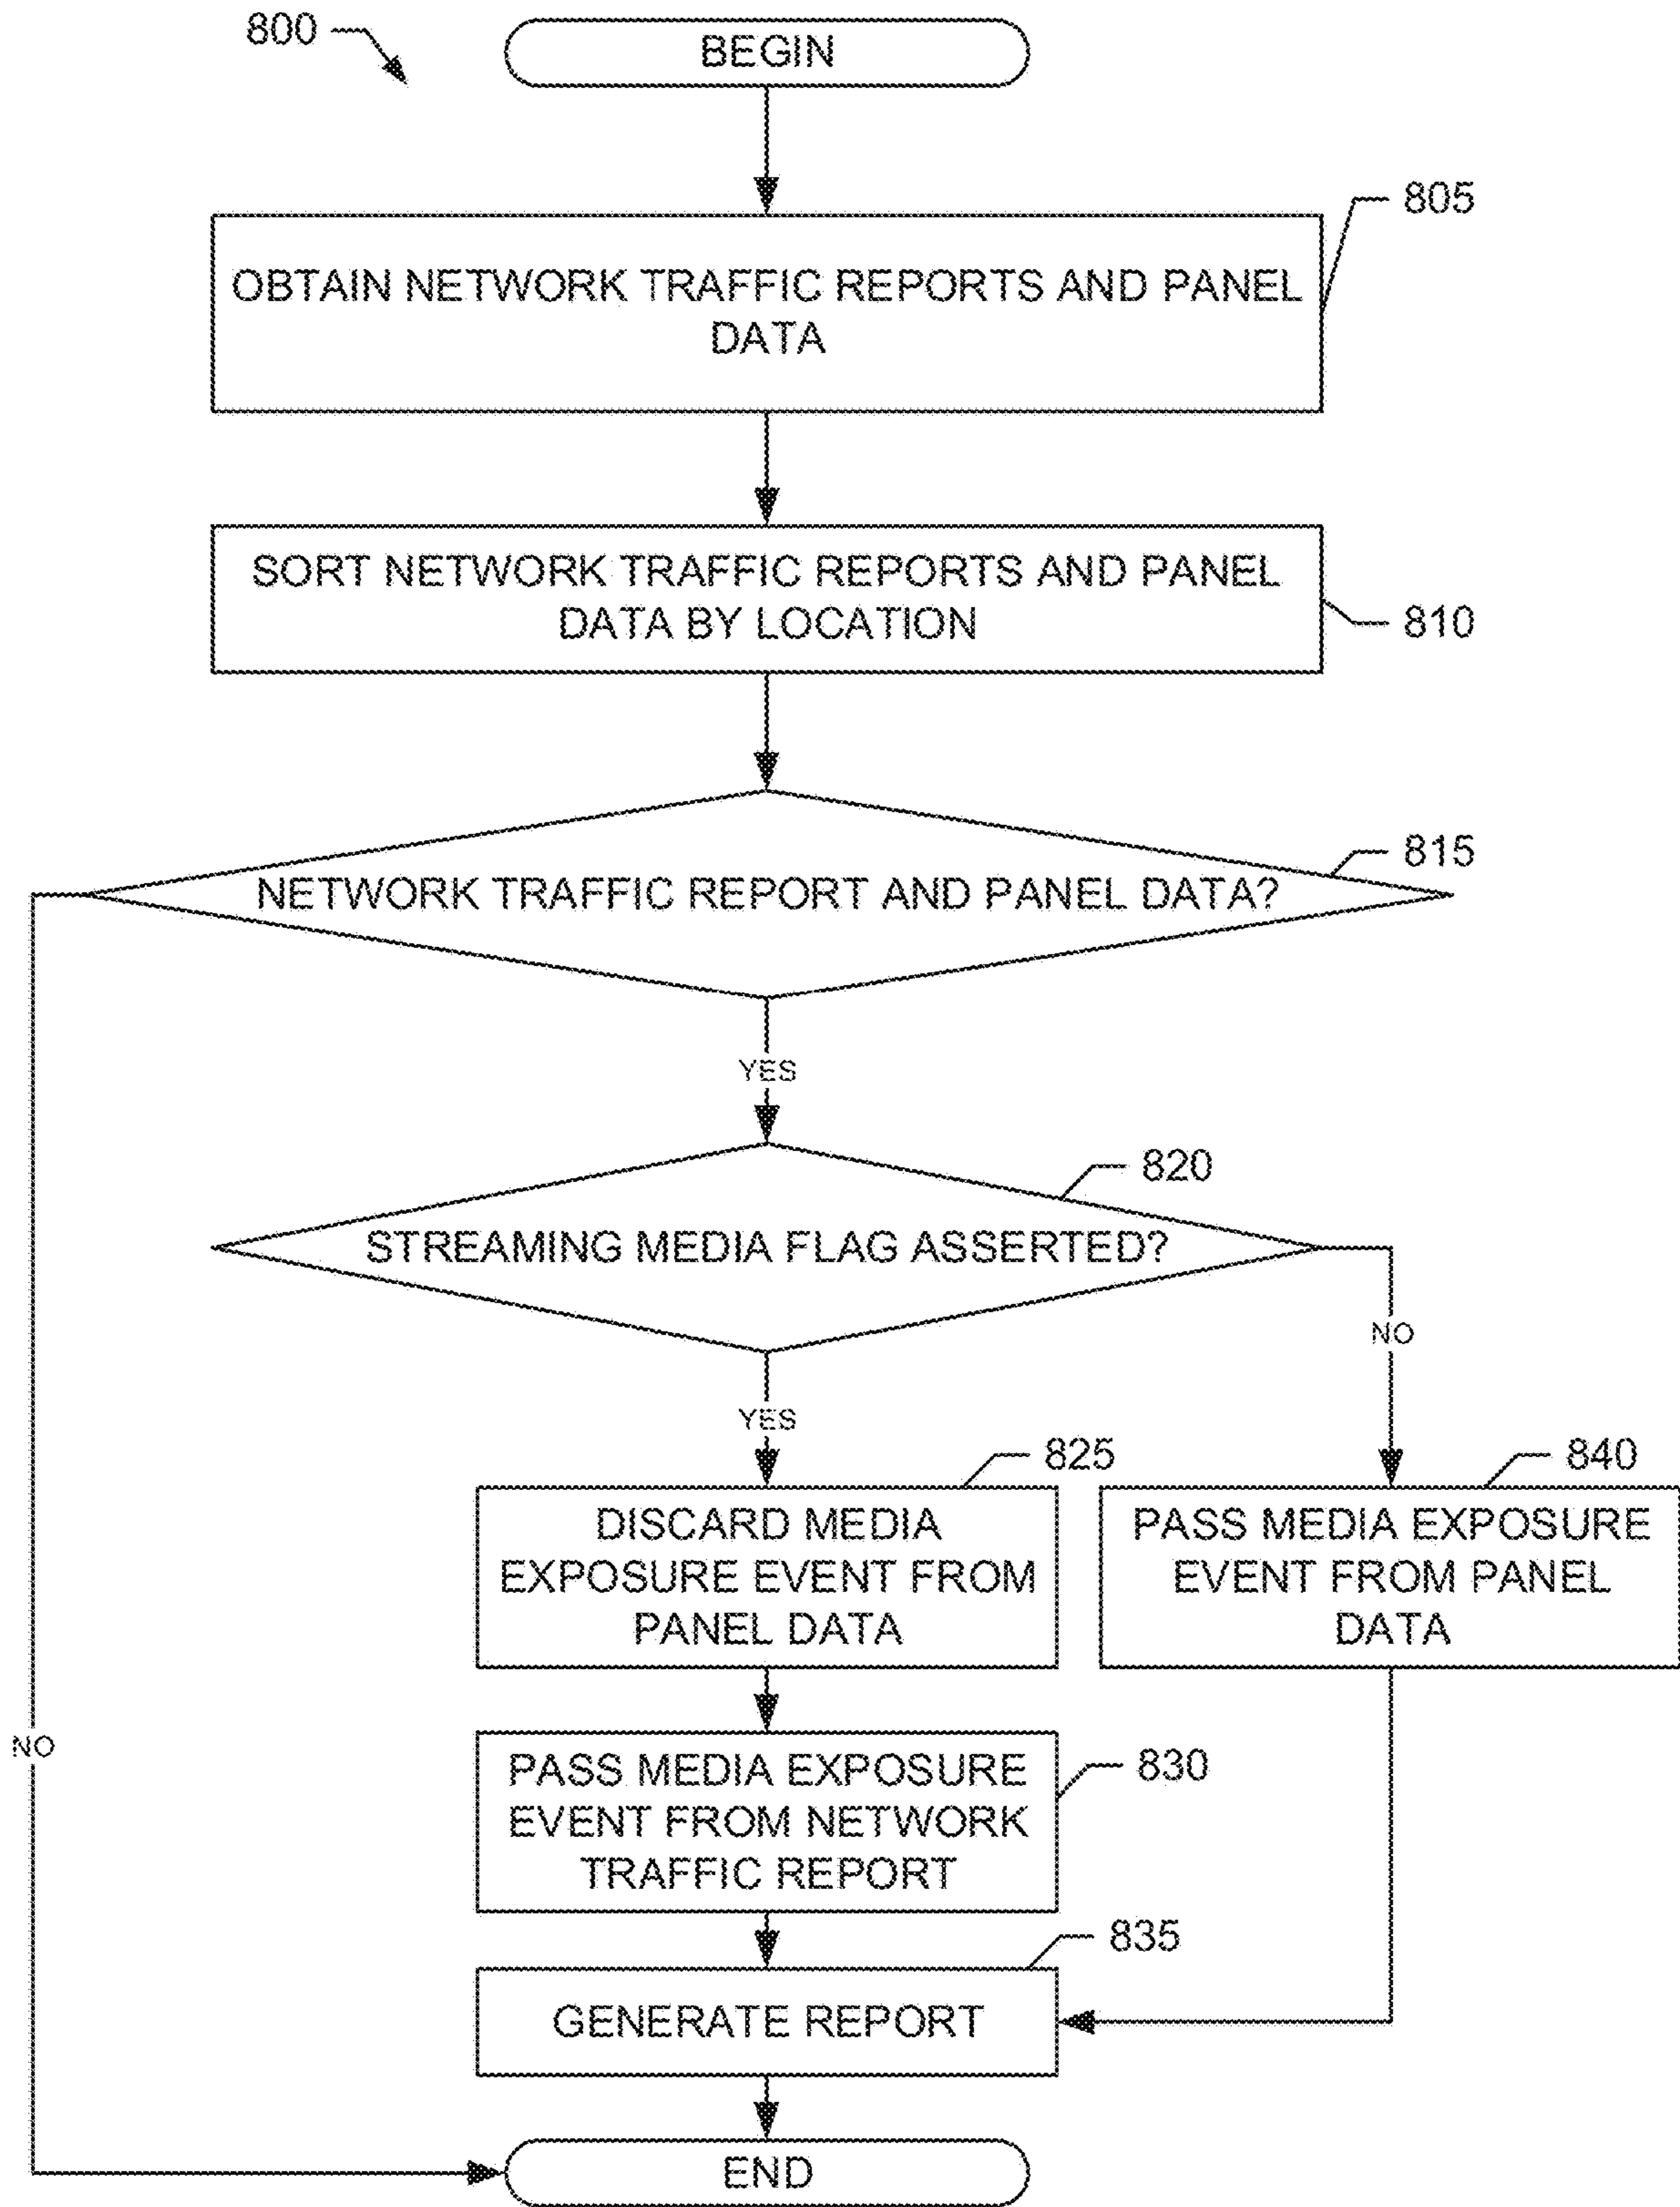 800
BEGIN
805
OBTAIN NETWORK TRAFFIC REPORTS AND PANEL
DATA
SORT NETWORK TRAFFIC REPORTS AND PANEL
DATA BY LOCATION
810
815
NETWORK TRAFFIC REPORT AND PANEL DATA?
YES
820
STREAMING MEDIA FLAG ASSERTED?
NO
YES
825
840
DISCARD MEDIA
EXPOSURE EVENT FROM
PANEL DATA
PASS MEDIA EXPOSURE
EVENT FROM PANEL
DATA
NO
830
PASS MEDIA EXPOSURE
EVENT FROM NETWORK
TRAFFIC REPORT
835
GENERATE REPORT
END